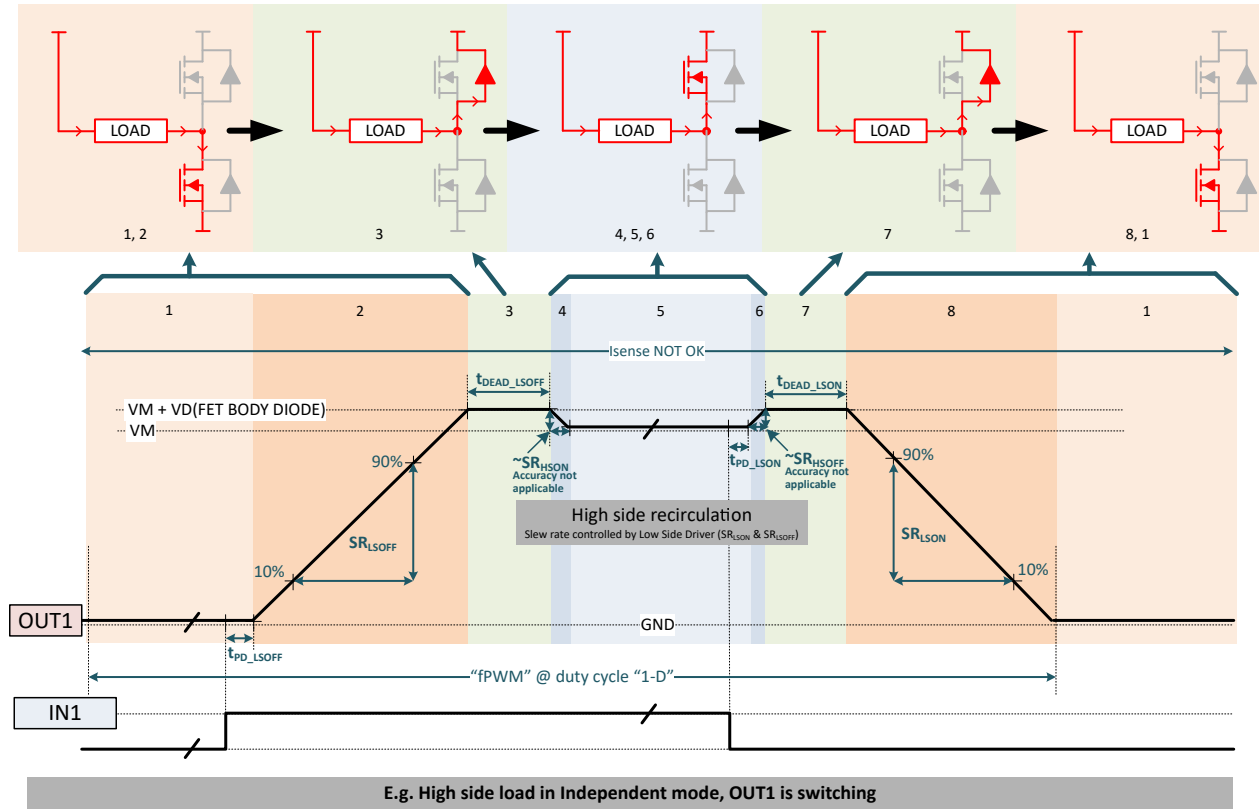 LOAD
LOAD
LOAD
LOAD
LOAD
1, 2
3
4, 5, 6
7
8, 1
1
2
3
4
5
6
7
8
1
Isense NOT OK
tDEAD_LSOFF
tDEAD_LSON
VM + VD(FET BODY DIODE)
VM
90%
~SRHSON
Accuracy not
applicable
tPD_LSON
~SRHSOFF
Accuracy not
applicable
90%
High side recirculation
Slew rate controlled by Low Side Driver (SRLSON & SRLSOFF)
SRLSOFF
SRLSON
10%
10%
OUT1
GND
tPD_LSOFF
"fPWM" @ duty cycle "1-D"
IN1
E.g. High side load in Independent mode, OUT1 is switching